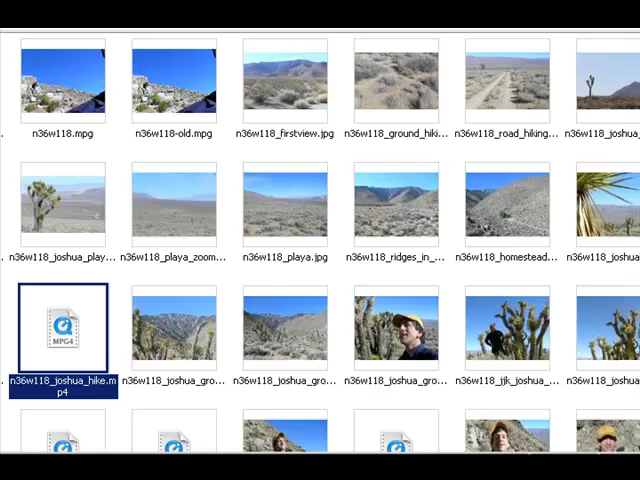 n36w118.mpg n36w118-old.mpg n36w118_firstview.jpg n36w118_ground_hiki... n36w118_road_hiking... n36w118_joshua_
n36w118_joshua_play... n36w118_playa_zoom... n36w118_playa.jpg n36w118_ridges_in_... n36w118_homestead... n36w118_joshua
MPG4
n36w118_joshua_hike.m n36w118_joshua_gro... n36w118_joshua_gro... n36w118_joshua_gro... n36w118_jjk_joshua_... n36w118_joshua
p4